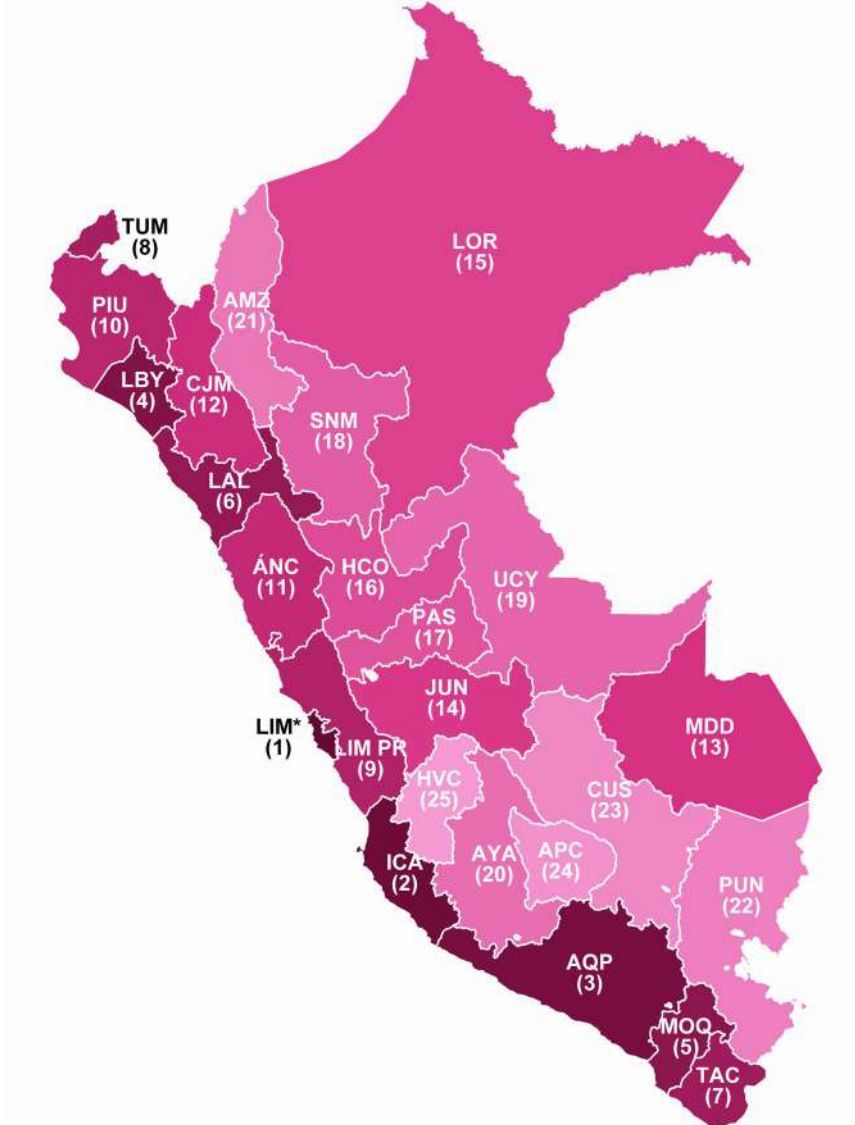 TUM
(8)
LOR
(15)
PIU
(10)
AMZ
(21)
LBY
(4)
CJM
(12)
SNM
(18)
LAL
(6)
ÁNC
(11)
HCO
(16)
UCY
(19)
PAS
(17)
JUN
(14)
LIM*
(1)
LIM PR
(9)
MDD
(13)
HVC
(25)
CUS
(23)
ICA
(2)
AYA
(20)
APC
(24)
PUN
(22)
AQP
(3)
MOQ
(5)
TAC
(7)